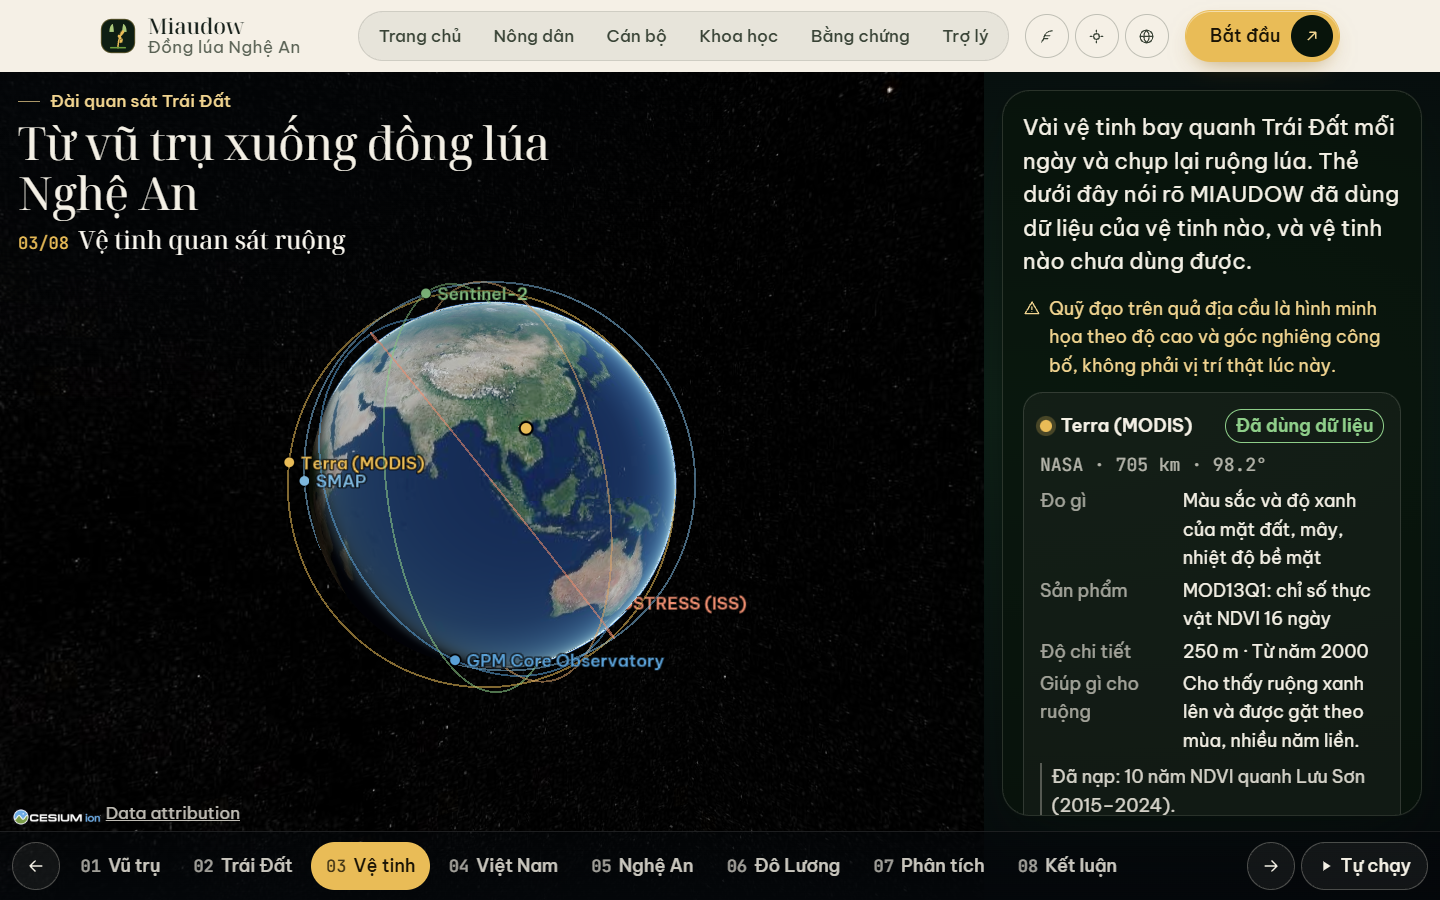 Miaudow
Đồng lúa Nghệ An
Trang chủ
Nông dân
Cán bộ
Khoa học
Bằng chứng
Trợ lý
Bắt đầu
Đài quan sát Trái Đất
Từ vũ trụ xuống đồng lúa
Nghệ An
03/08 Vệ tinh quan sát ruộng
Sentinel-2
Terra (MODIS)
SMAP
STRESS (ISS)
GPM Core Observatory
CESIUM ion Data attribution
Vài vệ tinh bay quanh Trái Đất mỗi
ngày và chụp lại ruộng lúa. Thẻ
dưới đây nói rõ MIAUDOW đã dùng
dữ liệu của vệ tinh nào, và vệ tinh
nào chưa dùng được.
Quỹ đạo trên quả địa cầu là hình minh
họa theo độ cao và góc nghiêng công
bố, không phải vị trí thật lúc này.
Terra (MODIS) Đã dùng dữ liệu
NASA · 705 km · 98.2°
Đo gì Màu sắc và độ xanh
của mặt đất, mây,
nhiệt độ bề mặt
Sản phẩm MOD13Q1: chỉ số thực
vật NDVI 16 ngày
Độ chi tiết 250 m · Từ năm 2000
Giúp gì cho Cho thấy ruộng xanh
ruộng lên và được gặt theo
mùa, nhiều năm liền.
Đã nạp: 10 năm NDVI quanh Lưu Sơn
(2015–2024).
01 Vũ trụ
02 Trái Đất
03 Vệ tinh
04 Việt Nam
05 Nghệ An
06 Đô Lương
07 Phân tích
08 Kết luận
Tự chạy